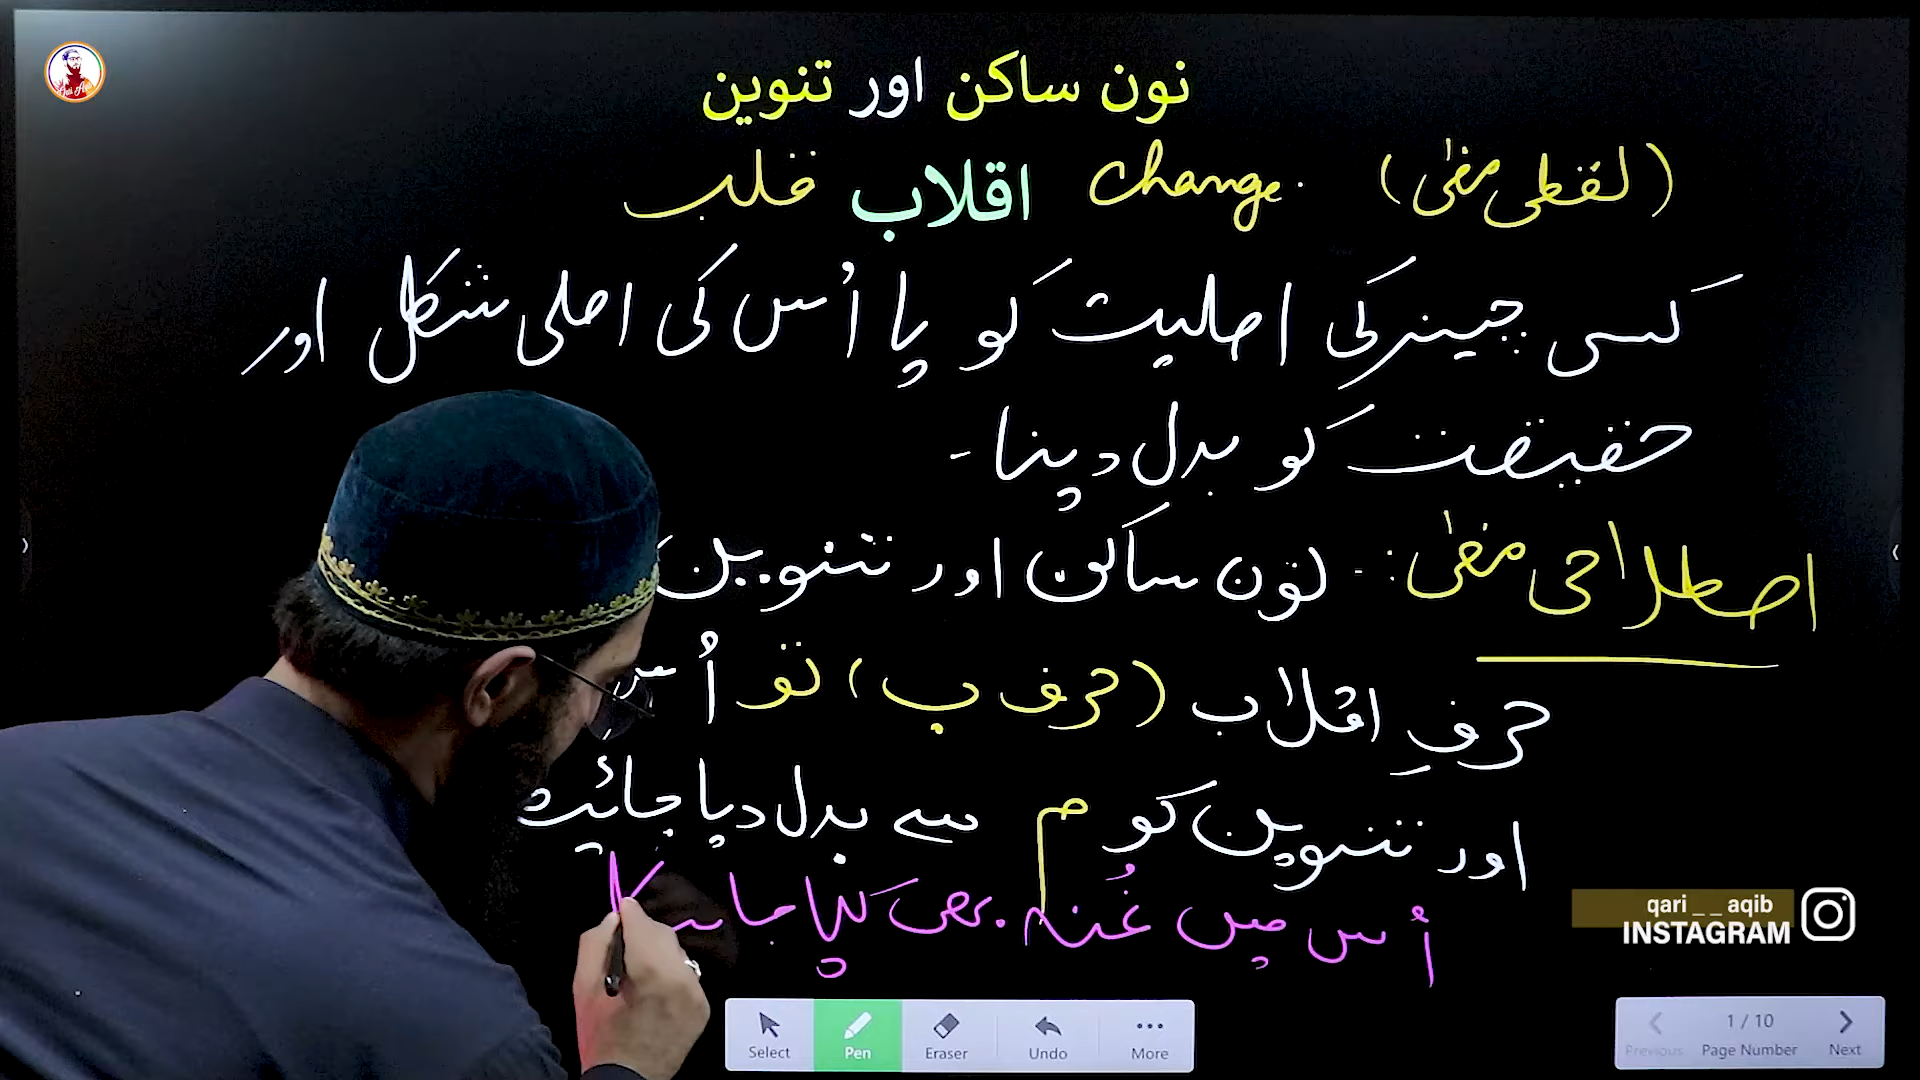 نون ساکن اور تنوین
(لفظی معنیٰ) Change. اقلاب قلب
کسی چیز کی اصلیت کو یا اُس کی اصلی شکل اور
حقیقت کو بدل دینا۔
اصطلاحی معنیٰ:- نون ساکن اور تنوین
حرفِ اقلاب (حرف ب) تو اُس
اور تنوین کو م سے بدل دیا جائے
اُس میں غُنہ بھی کیا جائے
qari _ _ aqib
INSTAGRAM
Select Pen Eraser Undo More
1 / 10
Previous Page Number Next